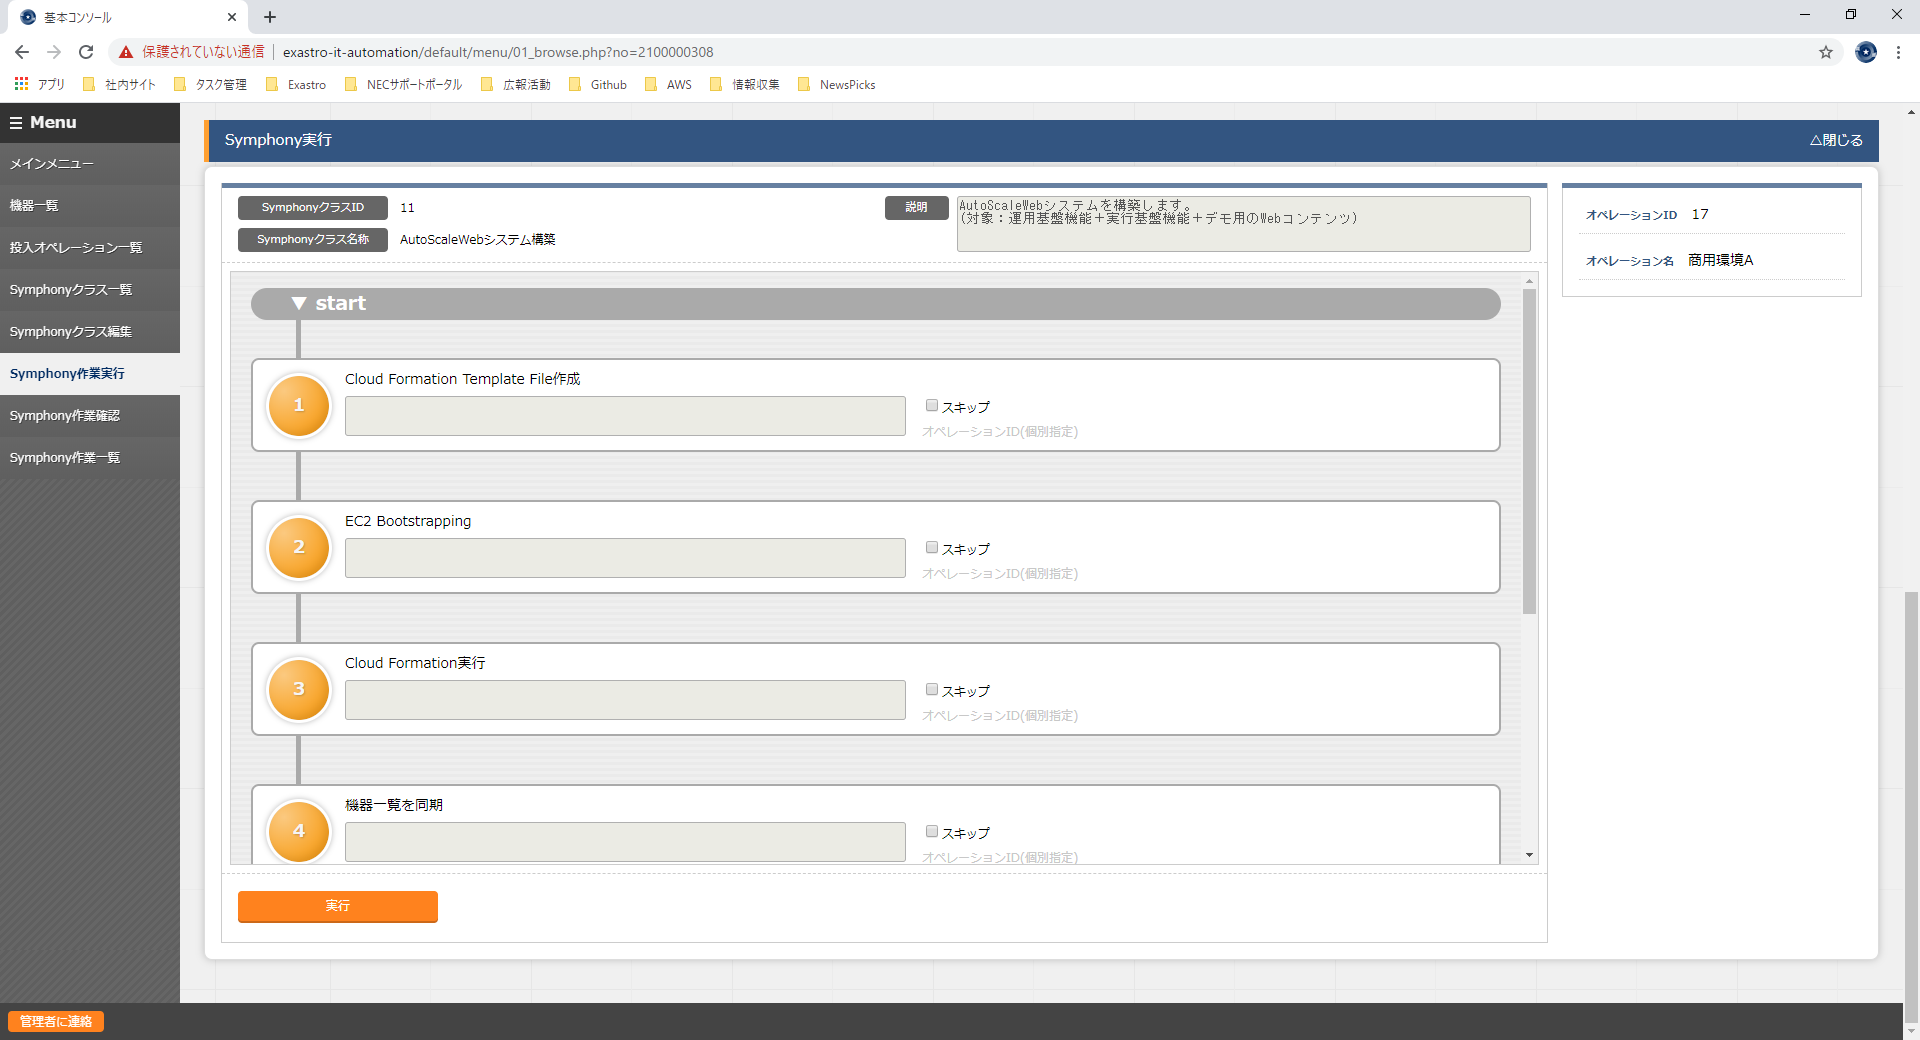 基本コンソール
保護されていない通信
exastro-it-automation/default/menu/01_browse.php?no=2100000308
アプリ 社内サイト タスク管理 Exastro NECサポートポータル 広報活動 Github AWS 情報収集 NewsPicks
Menu
メインメニュー
機器一覧
投入オペレーション一覧
Symphonyクラス一覧
Symphonyクラス編集
Symphony作業実行
Symphony作業確認
Symphony作業一覧
Symphony実行
△閉じる
SymphonyクラスID 11
Symphonyクラス名称 AutoScaleWebシステム構築
説明
AutoScaleWebシステムを構築します。
(対象：運用基盤機能＋実行基盤機能＋デモ用のWebコンテンツ)
オペレーションID 17
オペレーション名 商用環境A
▼ start
1
Cloud Formation Template File作成
スキップ
オペレーションID(個別指定)
2
EC2 Bootstrapping
スキップ
オペレーションID(個別指定)
3
Cloud Formation実行
スキップ
オペレーションID(個別指定)
4
機器一覧を同期
スキップ
オペレーションID(個別指定)
実行
管理者に連絡